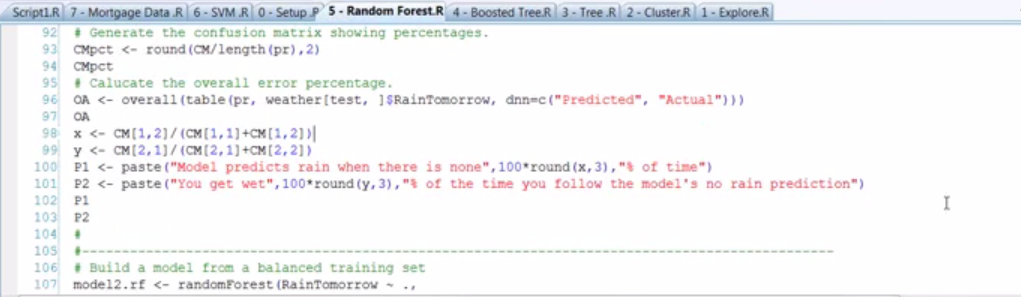 Script1.R 7 - Mortgage Data .R 6 - SVM .R 0 - Setup .R 5 - Random Forest.R 4 - Boosted Tree.R 3 - Tree .R 2 - Cluster.R 1 - Explore.R
92 # Generate the confusion matrix showing percentages.
93 CMpct <- round(CM/length(pr),2)
94 CMpct
95 # Calucate the overall error percentage.
96 OA <- overall(table(pr, weather[test, ]$RainTomorrow, dnn=c("Predicted", "Actual")))
97 OA
98 x <- CM[1,2]/(CM[1,1]+CM[1,2])
99 y <- CM[2,1]/(CM[2,1]+CM[2,2])
100 P1 <- paste("Model predicts rain when there is none",100*round(x,3),"% of time")
101 P2 <- paste("You get wet",100*round(y,3),"% of the time you follow the model's no rain prediction")
102 P1
103 P2
104 #
105 #--------------------------------------------------------------------------------------------
106 # Build a model from a balanced training set
107 model2.rf <- randomForest(RainTomorrow ~ .,